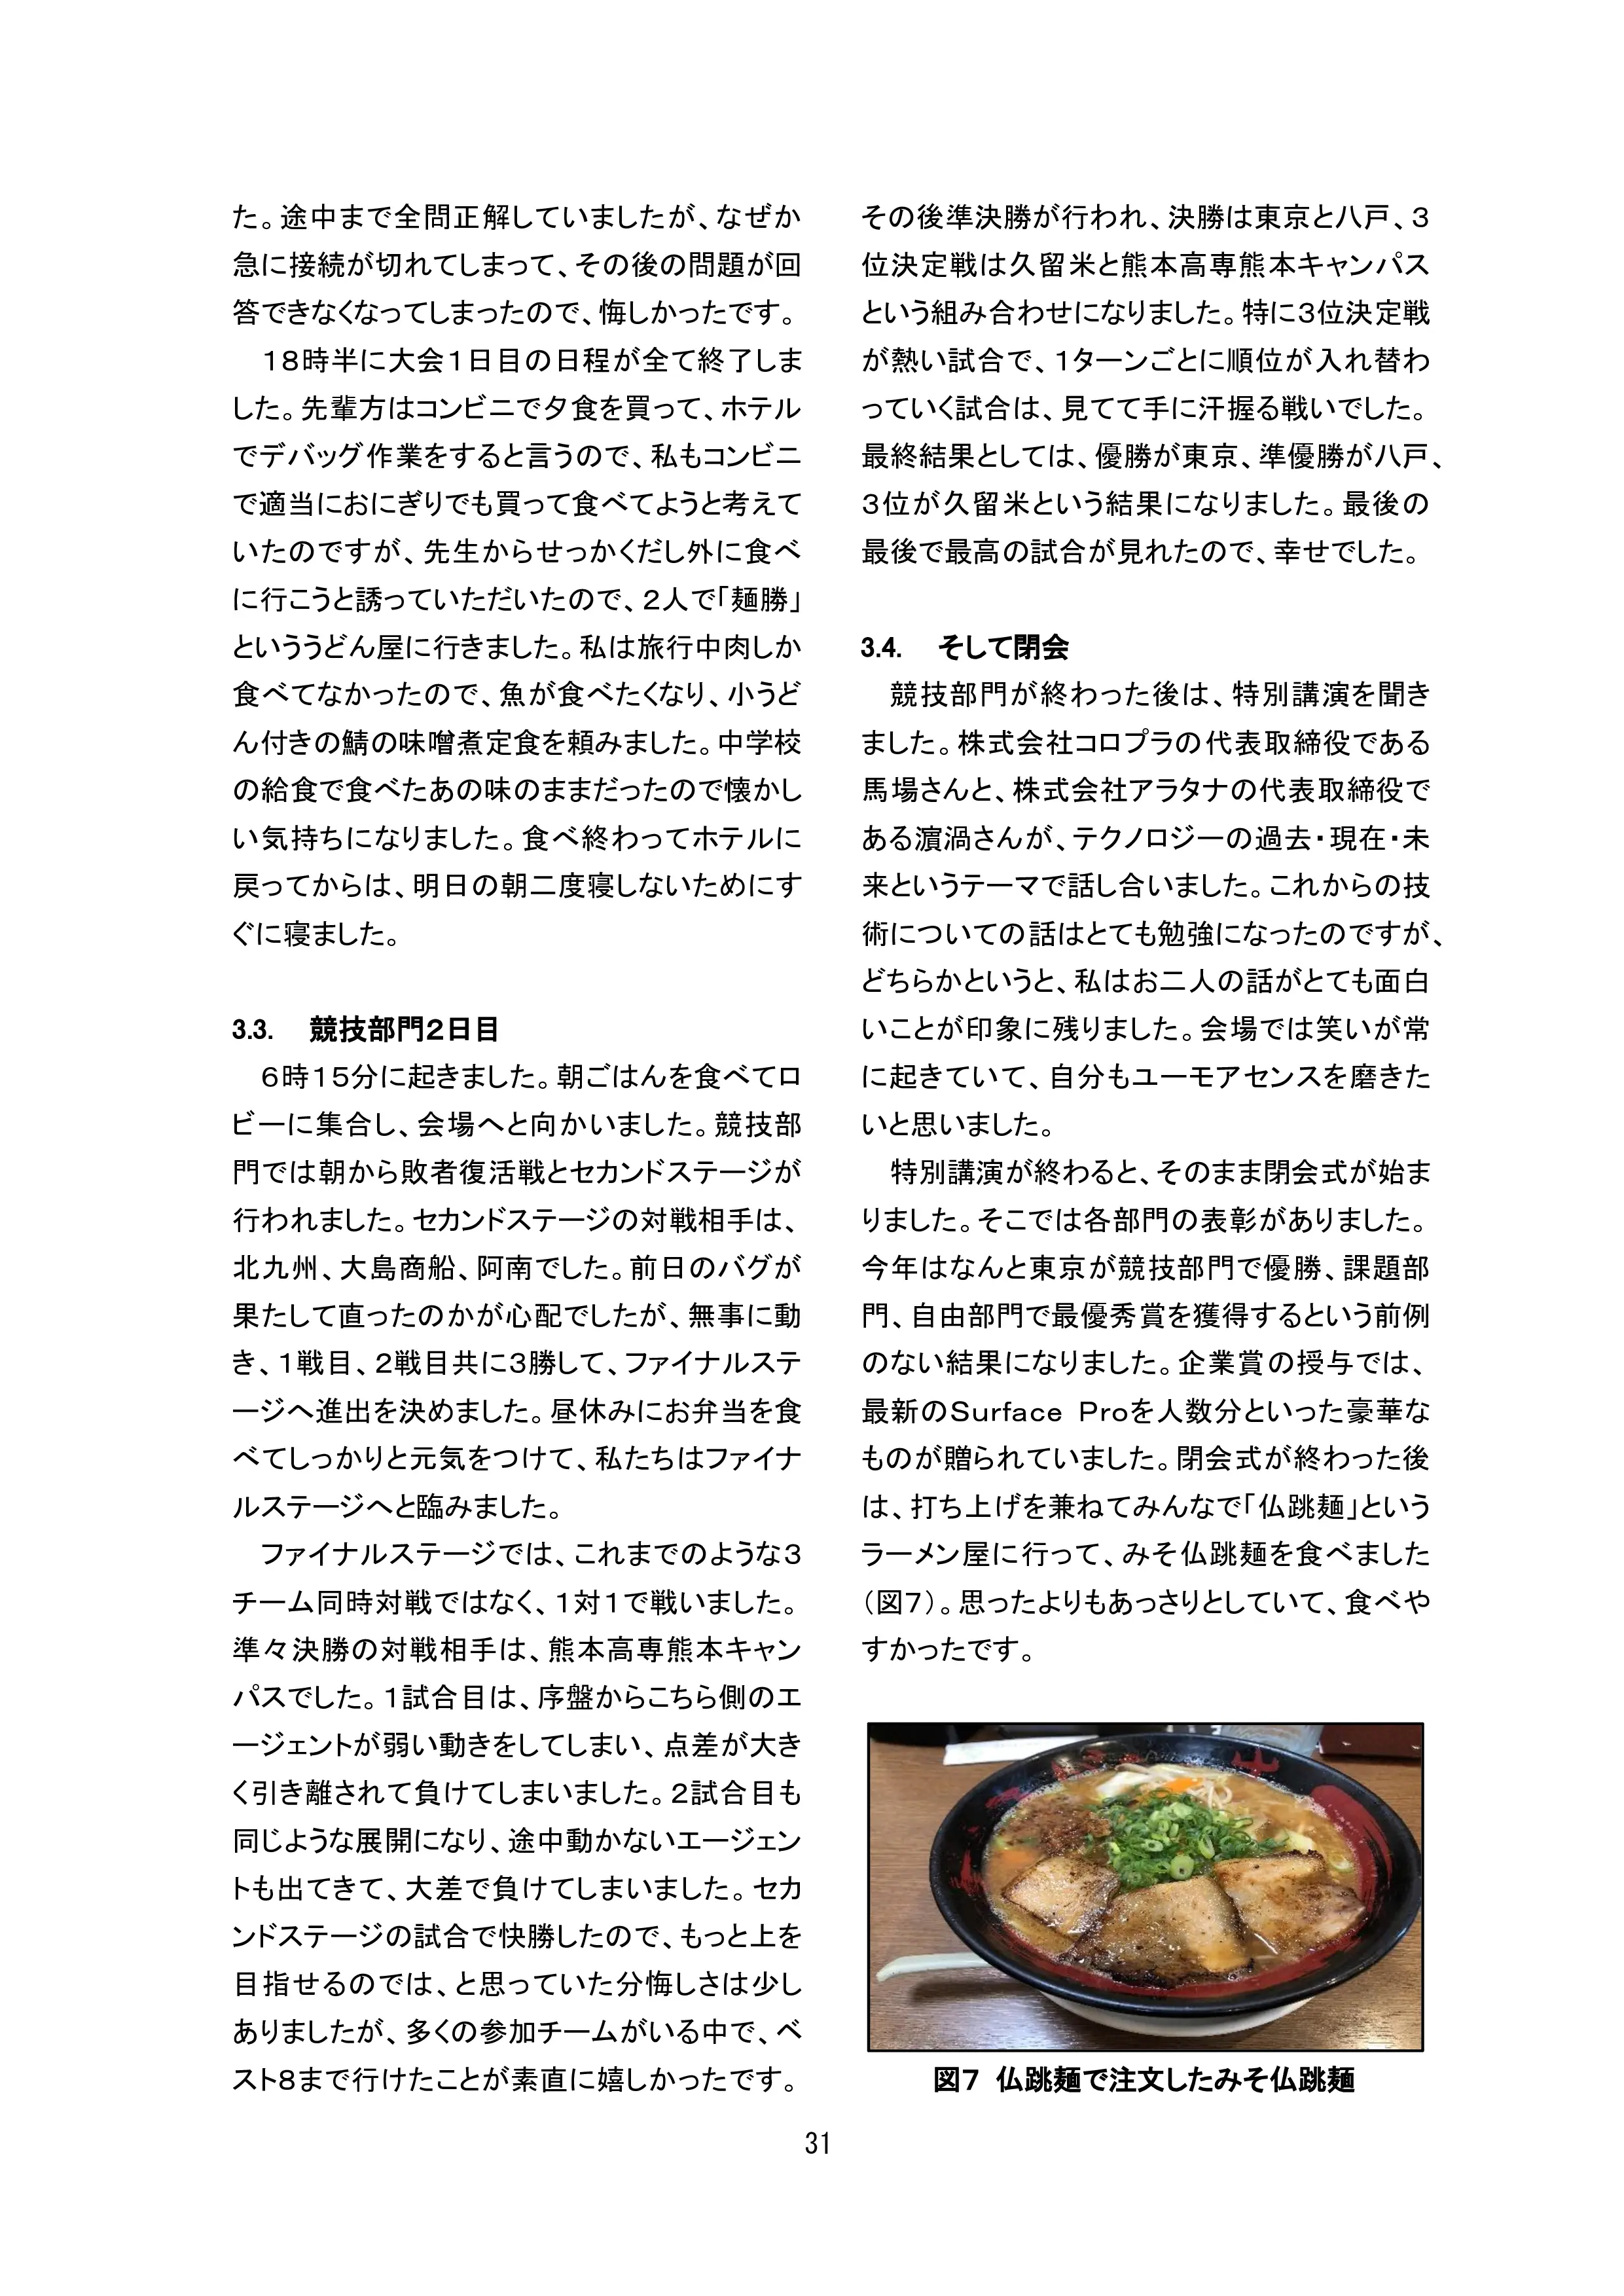 た。途中まで全問正解していましたが、なぜか
急に接続が切れてしまって、その後の問題が回
答できなくなってしまったので、悔しかったです。
18時半に大会1日目の日程が全て終了しま
した。先輩方はコンビニで夕食を買って、ホテル
でデバッグ作業をすると言うので、私もコンビニ
で適当におにぎりでも買って食べてようと考えて
いたのですが、先生からせっかくだし外に食べ
に行こうと誘っていただいたので、2人で「麺勝」
といううどん屋に行きました。私は旅行中肉しか
食べてなかったので、魚が食べたくなり、小うど
ん付きの鯖の味噌煮定食を頼みました。中学校
の給食で食べたあの味のままだったので懐かし
い気持ちになりました。食べ終わってホテルに
戻ってからは、明日の朝二度寝しないためにす
ぐに寝ました。
3.3. 競技部門2日目
6時15分に起きました。朝ごはんを食べてロ
ビーに集合し、会場へと向かいました。競技部
門では朝から敗者復活戦とセカンドステージが
行われました。セカンドステージの対戦相手は、
北九州、大島商船、阿南でした。前日のバグが
果たして直ったのかが心配でしたが、無事に動
き、1戦目、2戦目共に3勝して、ファイナルステ
ージへ進出を決めました。昼休みにお弁当を食
べてしっかりと元気をつけて、私たちはファイナ
ルステージへと臨みました。
ファイナルステージでは、これまでのような3
チーム同時対戦ではなく、1対1で戦いました。
準々決勝の対戦相手は、熊本高専熊本キャン
パスでした。1試合目は、序盤からこちら側のエ
ージェントが弱い動きをしてしまい、点差が大き
く引き離されて負けてしまいました。2試合目も
同じような展開になり、途中動かないエージェン
トも出てきて、大差で負けてしまいました。セカ
ンドステージの試合で快勝したので、もっと上を
目指せるのでは、と思っていた分悔しさは少し
ありましたが、多くの参加チームがいる中で、ベ
スト8まで行けたことが素直に嬉しかったです。
その後準決勝が行われ、決勝は東京と八戸、3
位決定戦は久留米と熊本高専熊本キャンパス
という組み合わせになりました。特に3位決定戦
が熱い試合で、1ターンごとに順位が入れ替わ
っていく試合は、見てて手に汗握る戦いでした。
最終結果としては、優勝が東京、準優勝が八戸、
3位が久留米という結果になりました。最後の
最後で最高の試合が見れたので、幸せでした。
3.4. そして閉会
競技部門が終わった後は、特別講演を聞き
ました。株式会社コロプラの代表取締役である
馬場さんと、株式会社アラタナの代表取締役で
ある濵渦さんが、テクノロジーの過去・現在・未
来というテーマで話し合いました。これからの技
術についての話はとても勉強になったのですが、
どちらかというと、私はお二人の話がとても面白
いことが印象に残りました。会場では笑いが常
に起きていて、自分もユーモアセンスを磨きた
いと思いました。
特別講演が終わると、そのまま閉会式が始ま
りました。そこでは各部門の表彰がありました。
今年はなんと東京が競技部門で優勝、課題部
門、自由部門で最優秀賞を獲得するという前例
のない結果になりました。企業賞の授与では、
最新のSurface Proを人数分といった豪華な
ものが贈られていました。閉会式が終わった後
は、打ち上げを兼ねてみんなで「仏跳麺」という
ラーメン屋に行って、みそ仏跳麺を食べました
（図7）。思ったよりもあっさりとしていて、食べや
すかったです。
図7 仏跳麺で注文したみそ仏跳麺
31